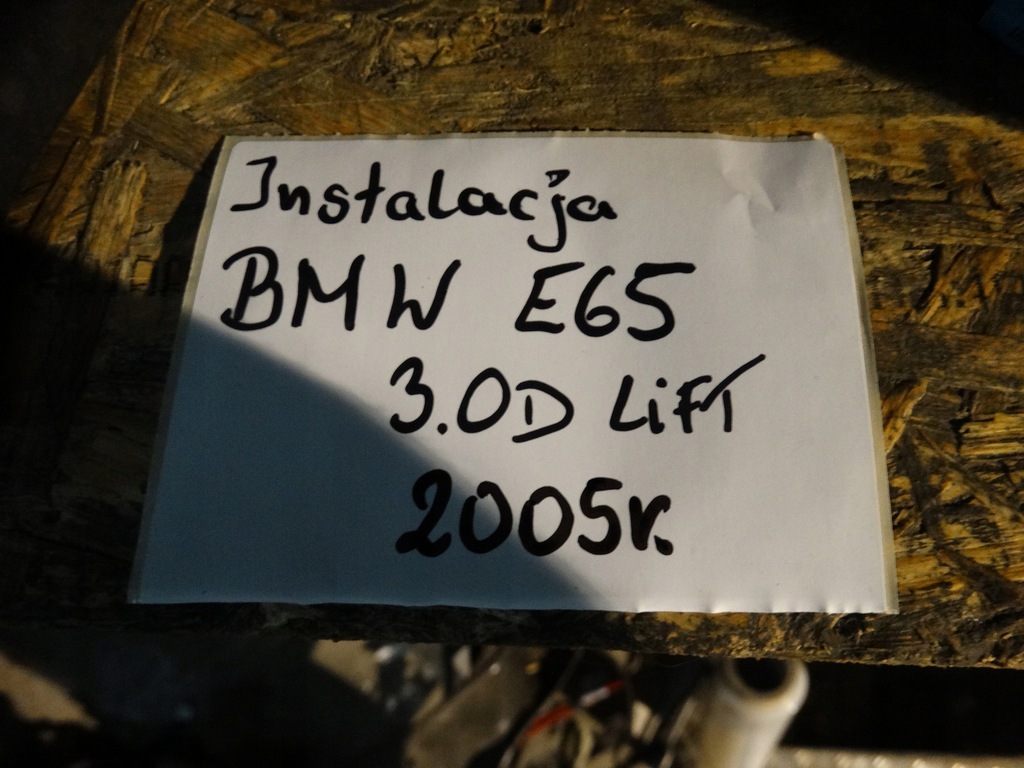 Instalacja
BMW E65
3.0D LiFT
2005r.